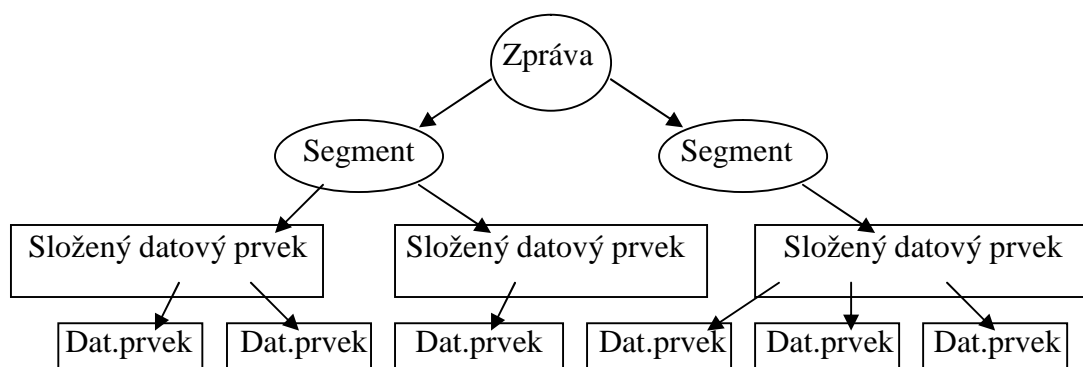 Zpráva
Segment
Segment
Složený datový prvek
Složený datový prvek
Složený datový prvek
Dat.prvek
Dat.prvek
Dat.prvek
Dat.prvek
Dat.prvek
Dat.prvek